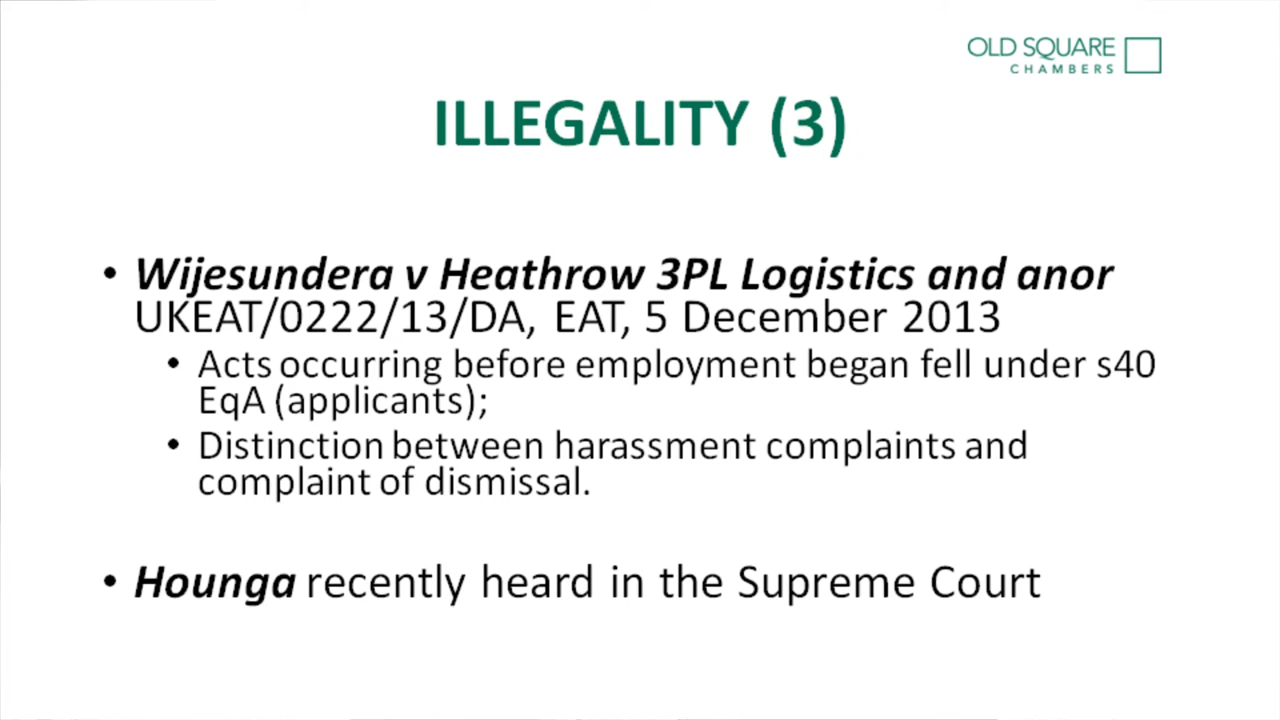 OLD SQUARE
CHAMBERS
ILLEGALITY (3)
• Wijesundera v Heathrow 3PL Logistics and anor
UKEAT/0222/13/DA, EAT, 5 December 2013
• Acts occurring before employment began fell under s40
EqA (applicants);
• Distinction between harassment complaints and
complaint of dismissal.
• Hounga recently heard in the Supreme Court